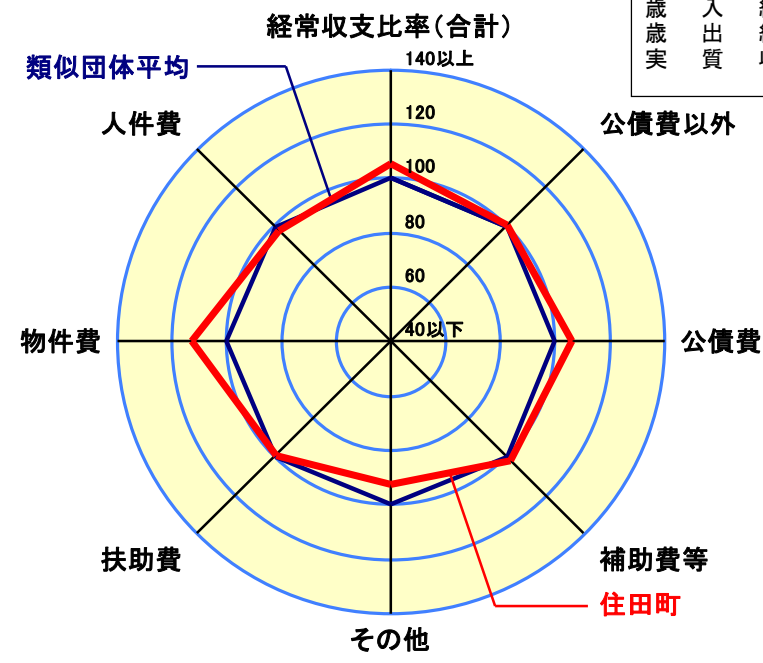 経常収支比率（合計）
歳 入
歳 出
実 質
140以上
類似団体平均
120
人件費
公債費以外
100
80
60
40以下
物件費
公債費
扶助費
補助費等
住田町
その他